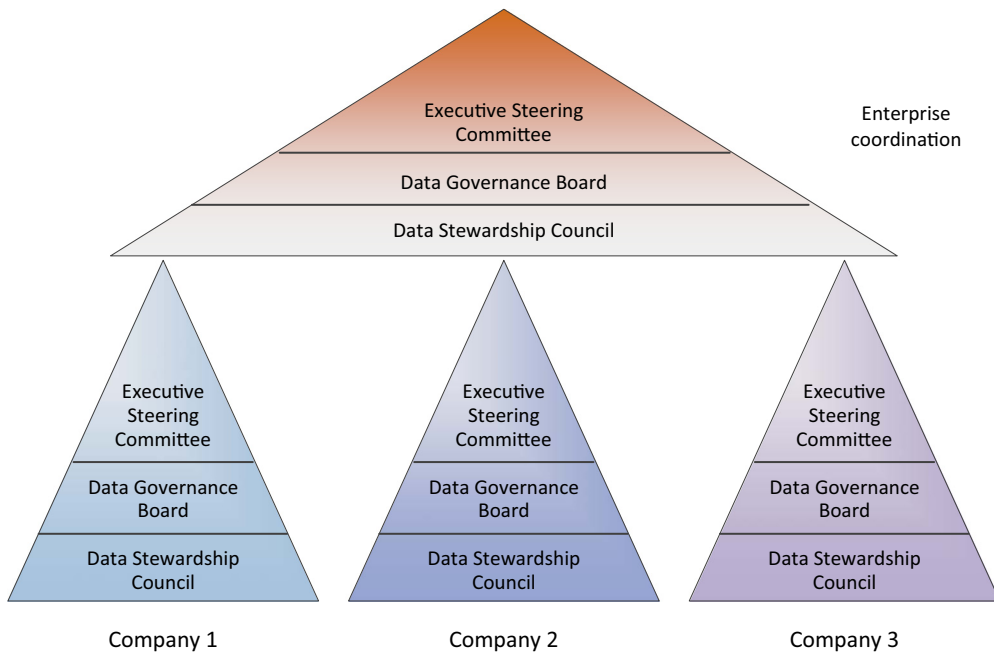 Executive Steering
Committee
Enterprise
coordination
Data Governance Board
Data Stewardship Council
Executive
Steering
Committee
Data Governance
Board
Data Stewardship
Council
Company 1
Executive
Steering
Committee
Data Governance
Board
Data Stewardship
Council
Company 2
Executive
Steering
Committee
Data Governance
Board
Data Stewardship
Council
Company 3